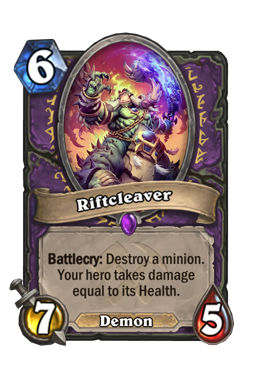 6
Riftcleaver
Battlecry: Destroy a minion.
Your hero takes damage
equal to its Health.
7
Demon
5